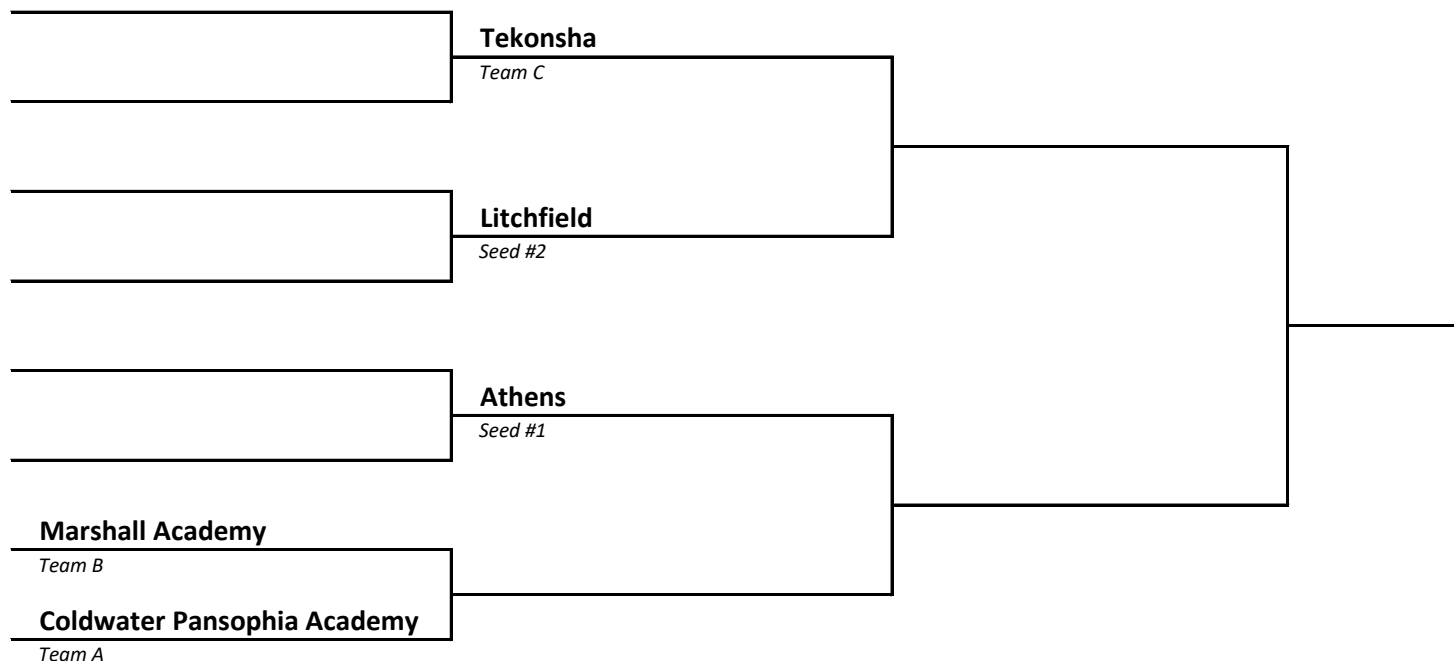 Tekonsha
Team C
Litchfield
Seed #2
Athens
Seed #1
Marshall Academy
Team B
Coldwater Pansophia Academy
Team A